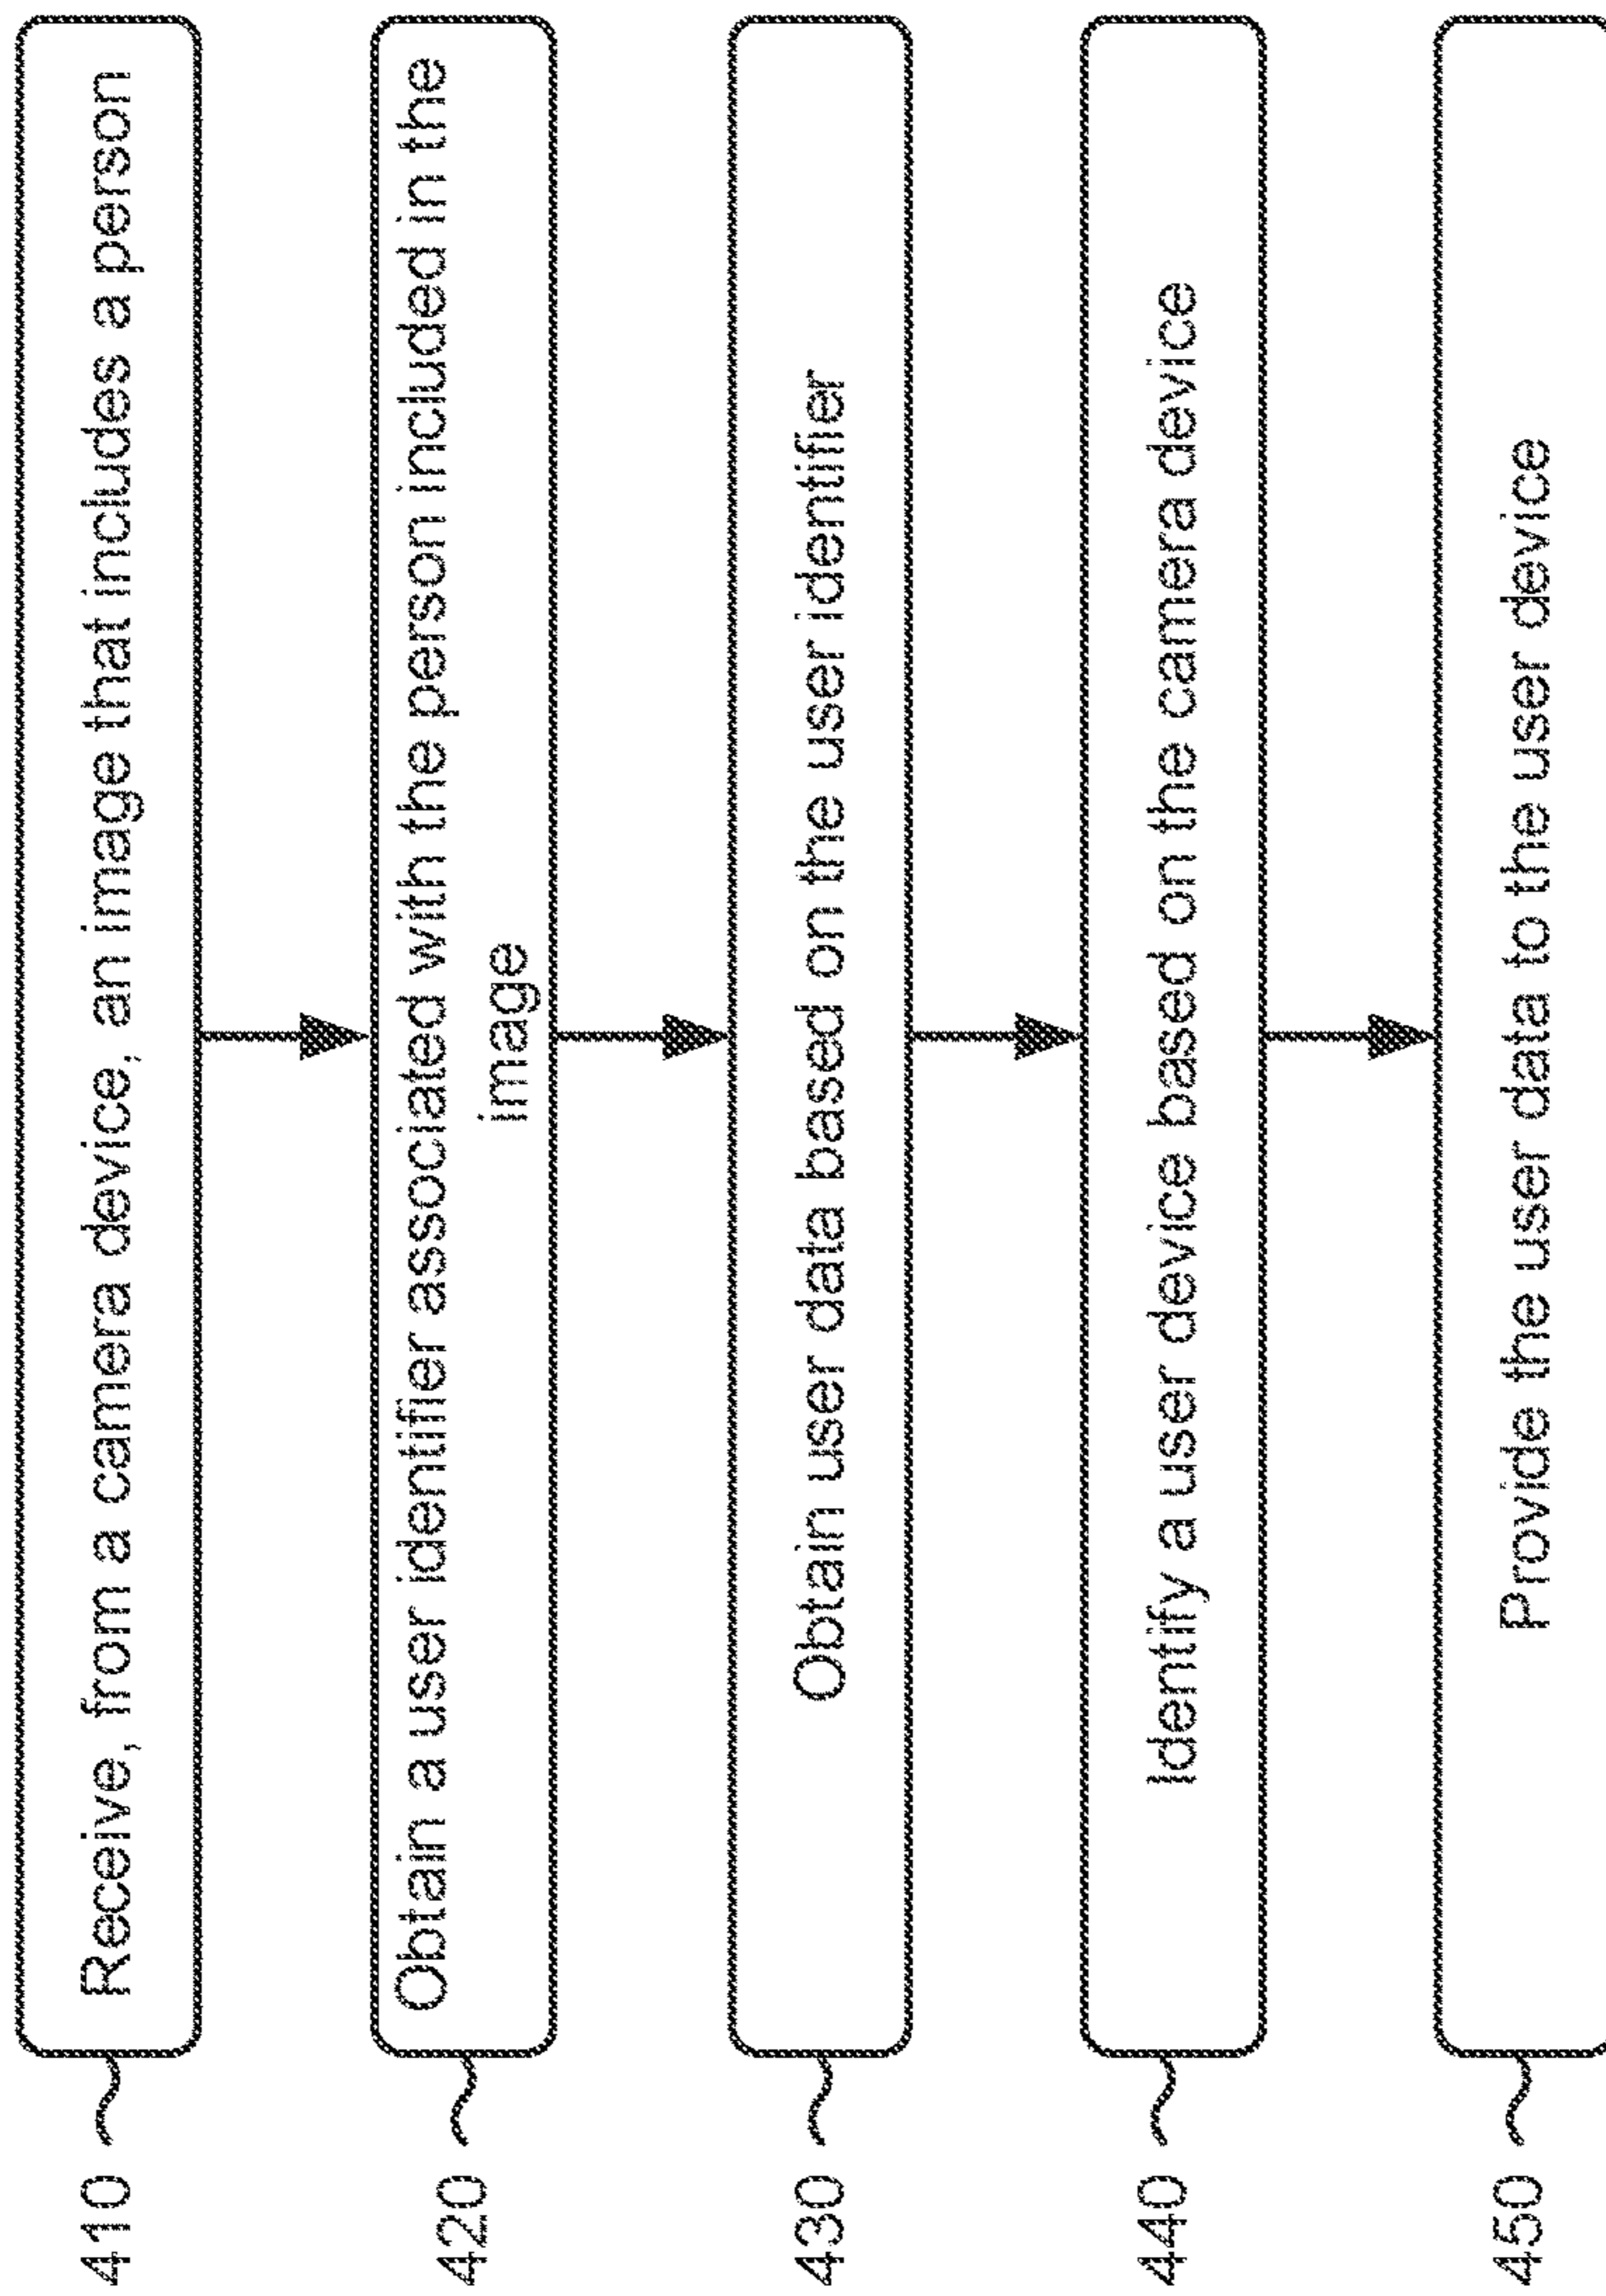 410
Receive, from a camera device, an image that includes a person
420
Obtain a user identifier associated with the person included in the
image
430
Obtain user data based on the user identifier
440
Identify a user device based on the camera device
450
Provide the user data to the user device